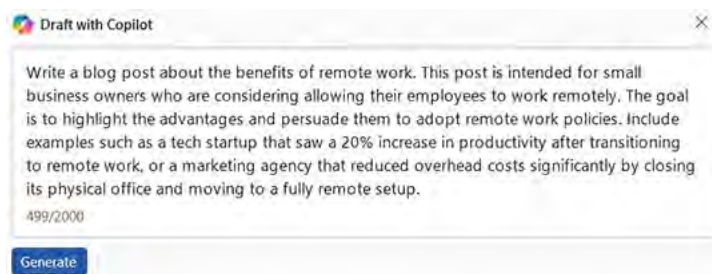 Draft with Copilot
Write a blog post about the benefits of remote work. This post is intended for small
business owners who are considering allowing their employees to work remotely. The goal
is to highlight the advantages and persuade them to adopt remote work policies. Include
examples such as a tech startup that saw a 20% increase in productivity after transitioning
to remote work, or a marketing agency that reduced overhead costs significantly by closing
its physical office and moving to a fully remote setup.
499/2000
Generate